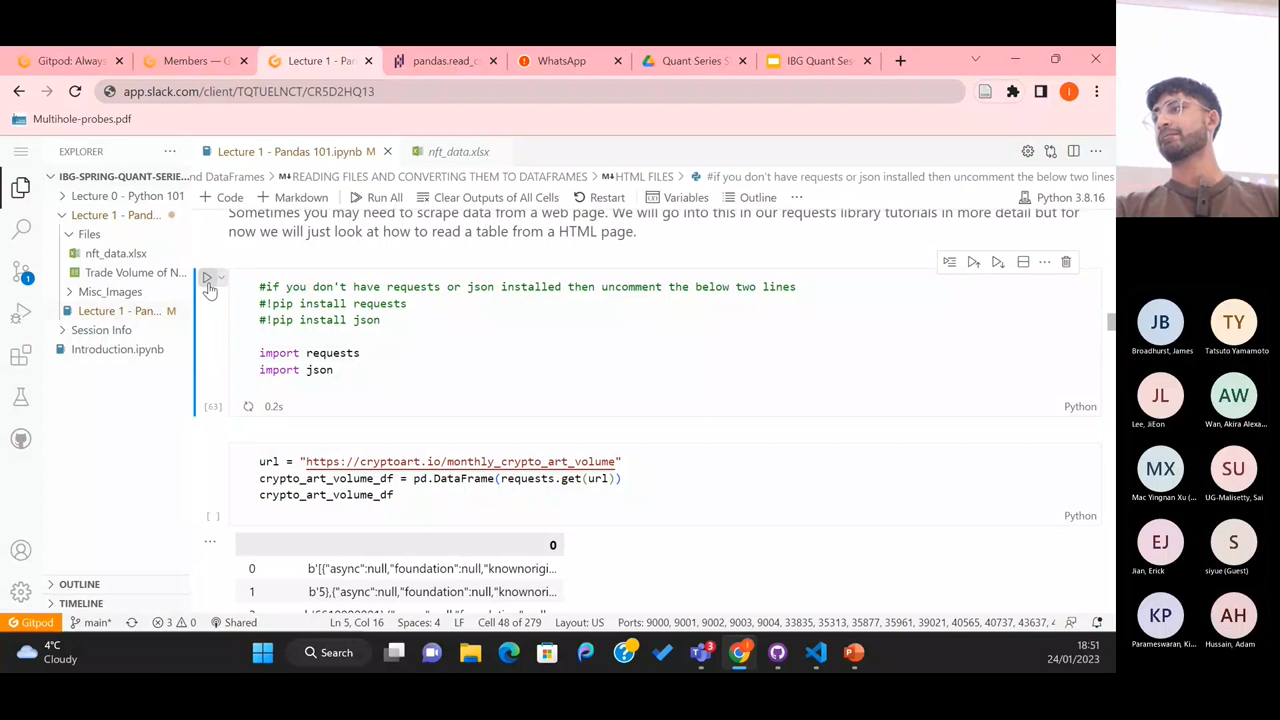 Gitpod: Always
Members — G
Lecture 1 - Pan
pandas.read_c
WhatsApp
Quant Series S
IBG Quant Ses
app.slack.com/client/TQTUELNCT/CR5D2HQ13
Multihole-probes.pdf
EXPLORER
Lecture 1 - Pandas 101.ipynb M
nft_data.xlsx
IBG-SPRING-QUANT-SERIE...
nd DataFrames > READING FILES AND CONVERTING THEM TO DATAFRAMES > HTML FILES > #if you don't have requests or json installed then uncomment the below two lines
Lecture 0 - Python 101
+ Code + Markdown Run All Clear Outputs of All Cells Restart Variables Outline ... Python 3.8.16
Lecture 1 - Pand...
Sometimes you may need to scrape data from a web page. We will go into this in our requests library tutorials in more detail but for
now we will just look at how to read a table from a HTML page.
Files
nft_data.xlsx
Trade Volume of N...
Misc_Images
Lecture 1 - Pan... M
Session Info
Introduction.ipynb
#if you don't have requests or json installed then uncomment the below two lines
#!pip install requests
#!pip install json
import requests
import json
[63] 0.2s Python
url = "https://cryptoart.io/monthly_crypto_art_volume"
crypto_art_volume_df = pd.DataFrame(requests.get(url))
crypto_art_volume_df
[ ] Python
0
0 b'[{"async":null,"foundation":null,"knownorigi...
1 b'5},{"async":null,"foundation":null,"knownori...
OUTLINE
TIMELINE
Gitpod main* 3 0 Shared Ln 5, Col 16 Spaces: 4 LF Cell 48 of 279 Layout: US Ports: 9000, 9001, 9002, 9003, 9004, 33835, 35313, 35877, 35961, 39021, 40565, 40737, 43637, 4
1
4°C
Cloudy
Search
3
18:51
24/01/2023
JB
Broadhurst, James
TY
Tatsuto Yamamoto
JL
Lee, JiEon
AW
Wan, Akira Alexa...
MX
Mac Yingnan Xu (...
SU
UG-Malisetty, Sai
EJ
Jian, Erick
S
siyue (Guest)
KP
Parameswaran, Ki...
AH
Hussain, Adam